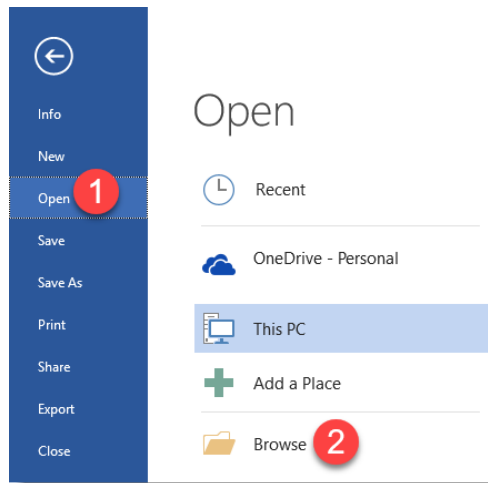 Info
New
Open 1
Save
Save As
Print
Share
Export
Close
Open
Recent
OneDrive - Personal
This PC
Add a Place
Browse 2